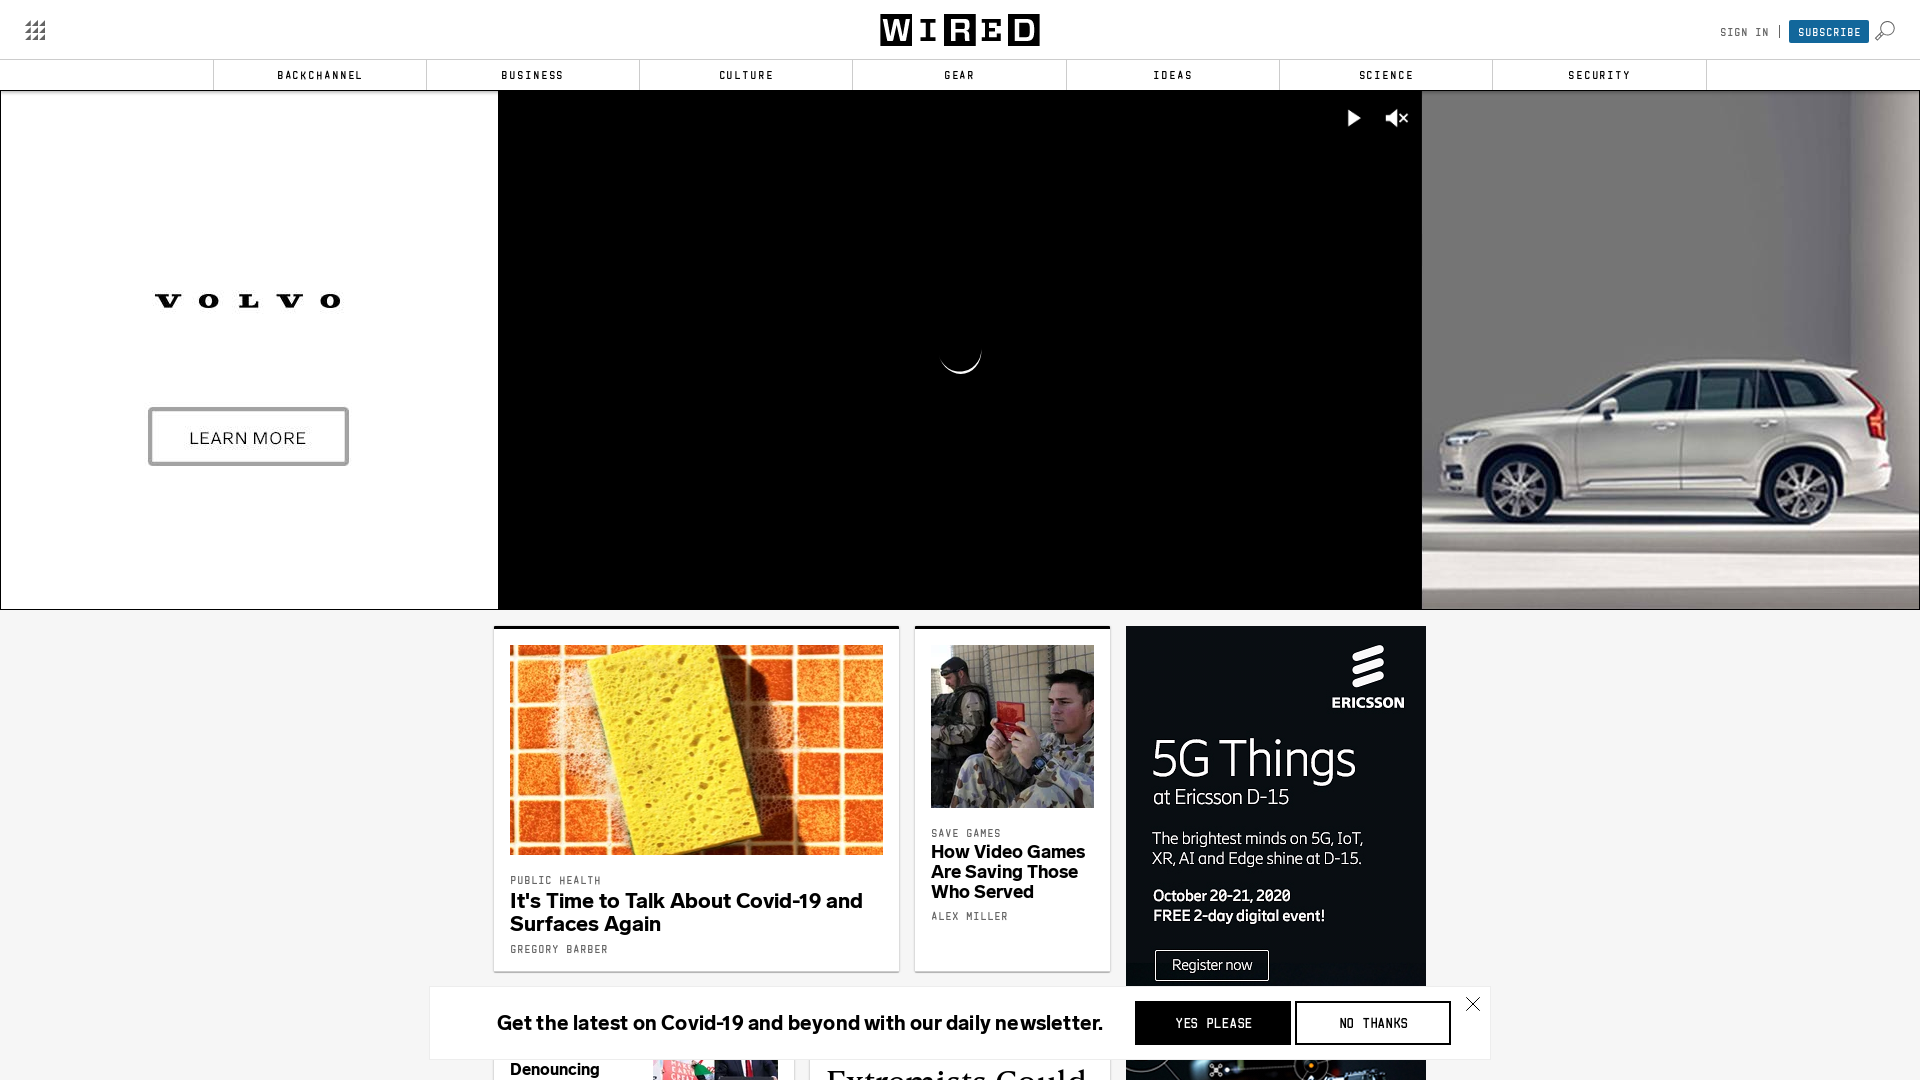 WIRED
SIGN IN
SUBSCRIBE
BACKCHANNEL
BUSINESS
CULTURE
GEAR
IDEAS
SCIENCE
SECURITY
VOLVO
LEARN MORE
PUBLIC HEALTH
It's Time to Talk About Covid-19 and
Surfaces Again
GREGORY BARBER
SAVE GAMES
How Video Games
Are Saving Those
Who Served
ALEX MILLER
ERICSSON
5G Things
at Ericsson D-15
The brightest minds on 5G, IoT,
XR, AI and Edge shine at D-15.
October 20-21, 2020
FREE 2-day digital event!
Register now
Get the latest on Covid-19 and beyond with our daily newsletter.
YES PLEASE
NO THANKS
Denouncing
Extremists Could